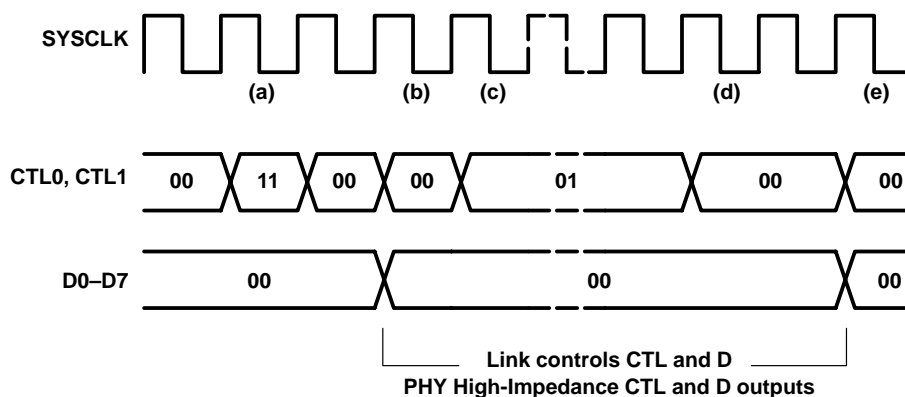 SYSCLK
(a) (b) (c) (d) (e)
CTL0, CTL1 00 11 00 00 01 00 00
D0–D7 00 00 00
Link controls CTL and D
PHY High-Impedance CTL and D outputs